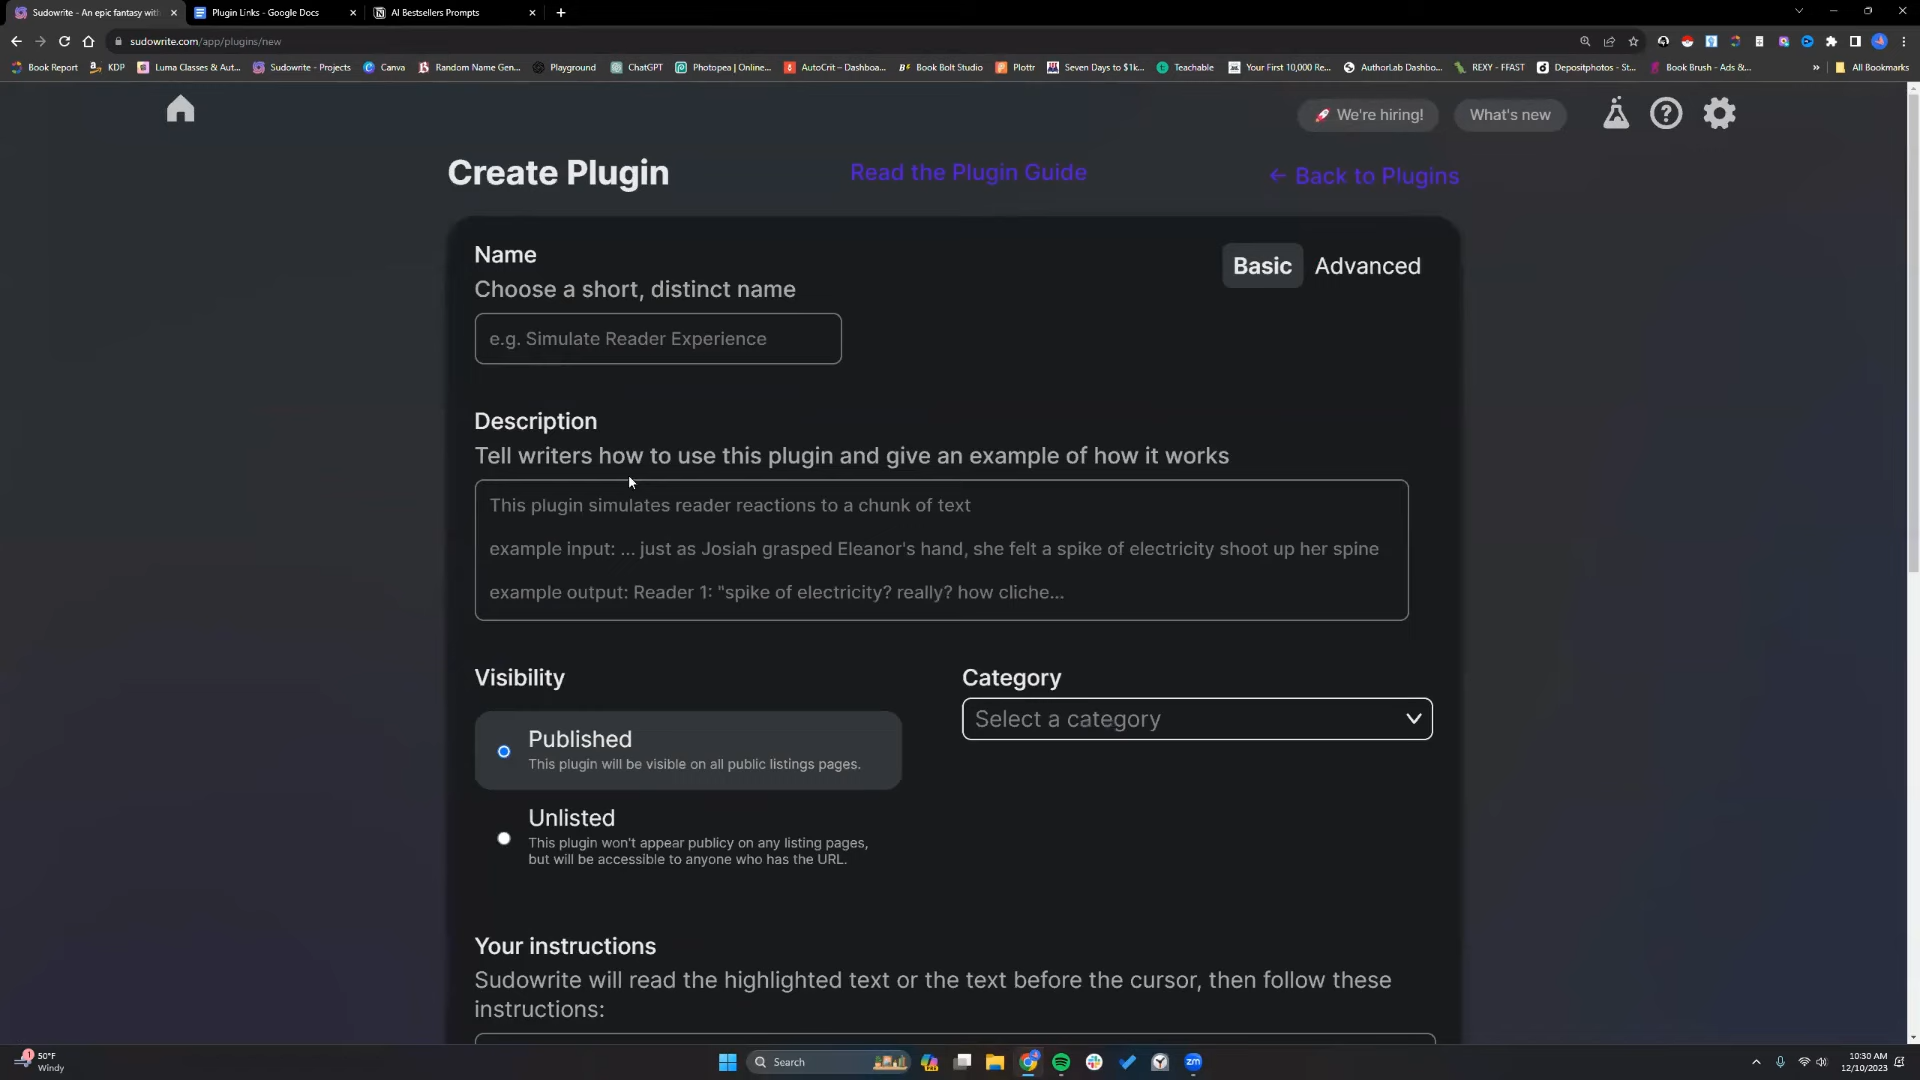 Sudowrite - An epic fantasy with
Plugin Links - Google Docs
AI Bestsellers Prompts
sudowrite.com/app/plugins/new
Book Report
KDP
Luma Classes & Aut...
Sudowrite - Projects
Canva
Random Name Gen...
Playground
ChatGPT
Photopea | Online...
AutoCrit – Dashboa...
Book Bolt Studio
Plottr
Seven Days to $1k...
Teachable
Your First 10,000 Re...
AuthorLab Dashbo...
REXY - FFAST
Depositphotos - St...
Book Brush - Ads &...
»
All Bookmarks
We're hiring!
What's new
Create Plugin
Read the Plugin Guide
← Back to Plugins
Name
Basic
Advanced
Choose a short, distinct name
e.g. Simulate Reader Experience
Description
Tell writers how to use this plugin and give an example of how it works
This plugin simulates reader reactions to a chunk of text
example input: ... just as Josiah grasped Eleanor's hand, she felt a spike of electricity shoot up her spine
example output: Reader 1: "spike of electricity? really? how cliche...
Visibility
Category
Select a category
Published
This plugin will be visible on all public listings pages.
Unlisted
This plugin won't appear publicy on any listing pages,
but will be accessible to anyone who has the URL.
Your instructions
Sudowrite will read the highlighted text or the text before the cursor, then follow these
instructions:
1
50°F
Windy
Search
zm
10:30 AM
12/10/2023